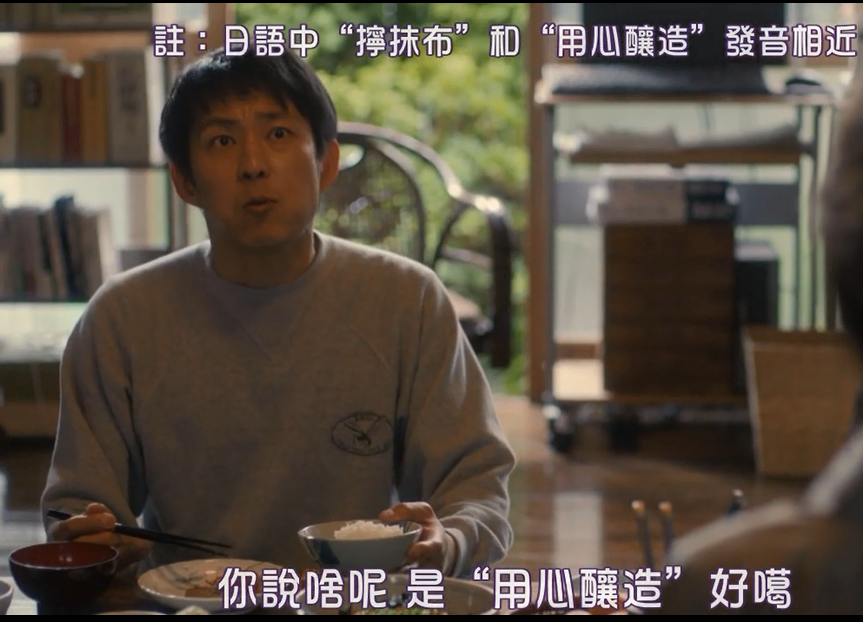 註：日語中“擰抹布”和“用心釀造”發音相近
你說啥呢 是“用心釀造”好噶